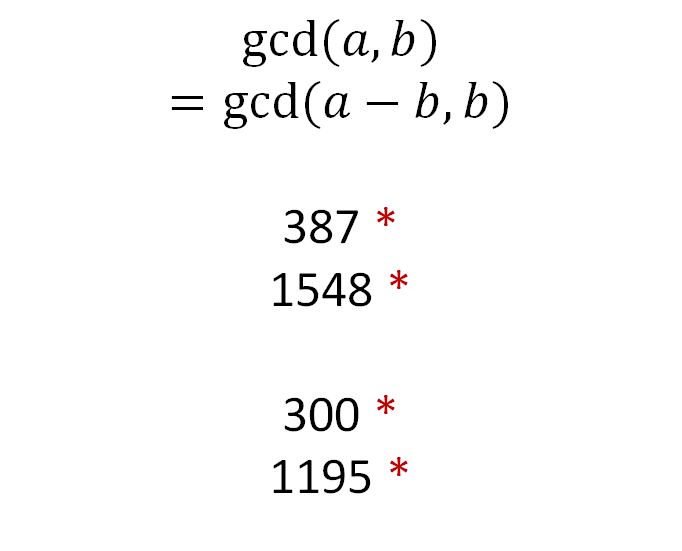 gcd(a, b)
= gcd(a − b, b)
387 *
1548 *
300 *
1195 *